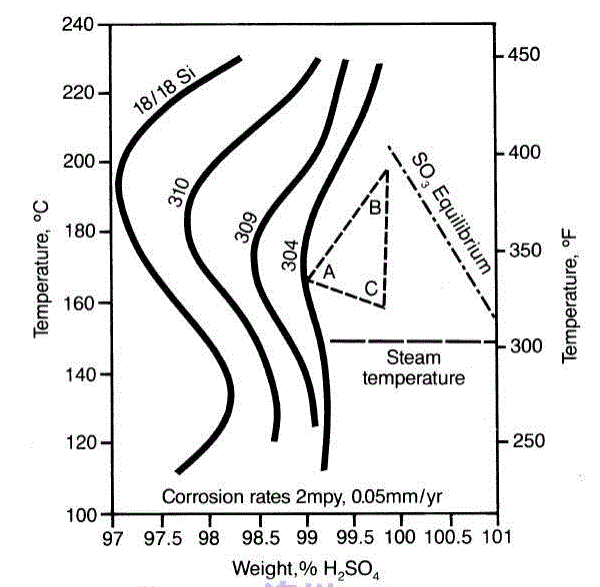 240
220
200
180
160
140
120
100
Temperature, °C
450
400
350
300
250
Temperature, °F
18/18 Si
310
309
304
A
B
C
SO₃ Equilibrium
Steam
temperature
Corrosion rates 2mpy, 0.05mm/yr
97 97.5 98 98.5 99 99.5 100 100.5 101
Weight,% H₂SO₄